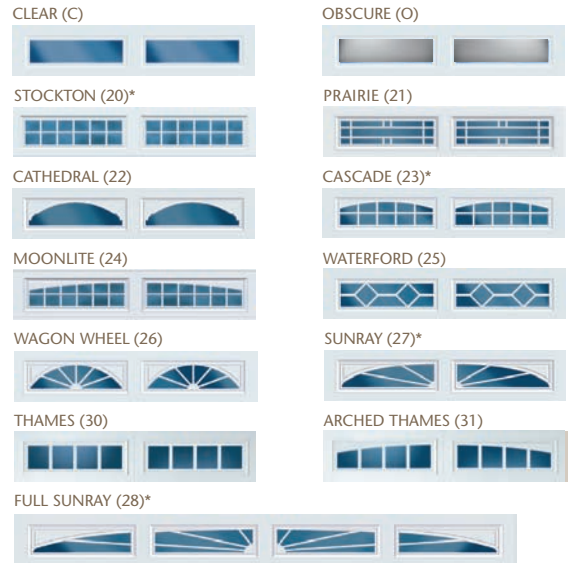 CLEAR (C)
OBSCURE (O)
STOCKTON (20)*
PRAIRIE (21)
CATHEDRAL (22)
CASCADE (23)*
MOONLITE (24)
WATERFORD (25)
WAGON WHEEL (26)
SUNRAY (27)*
THAMES (30)
ARCHED THAMES (31)
FULL SUNRAY (28)*